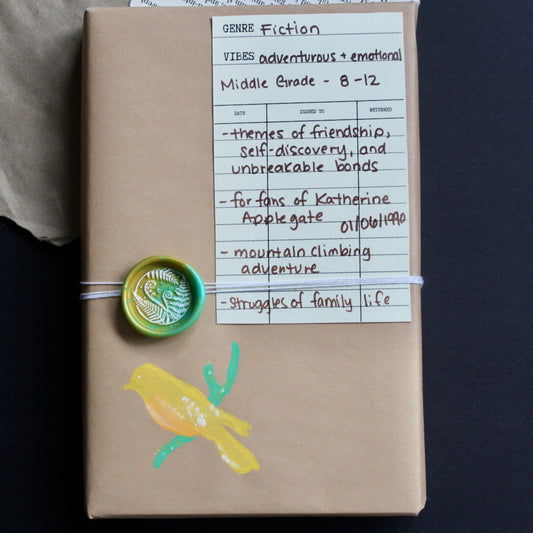 GENRE Fiction
VIBES adventurous + emotional
Middle Grade - 8-12
DATE ISSUED TO RETURNED
- themes of friendship,
self-discovery, and
unbreakable bonds
- for fans of Katherine
Applegate
01/06/1990
- mountain climbing
adventure
- struggles of family life